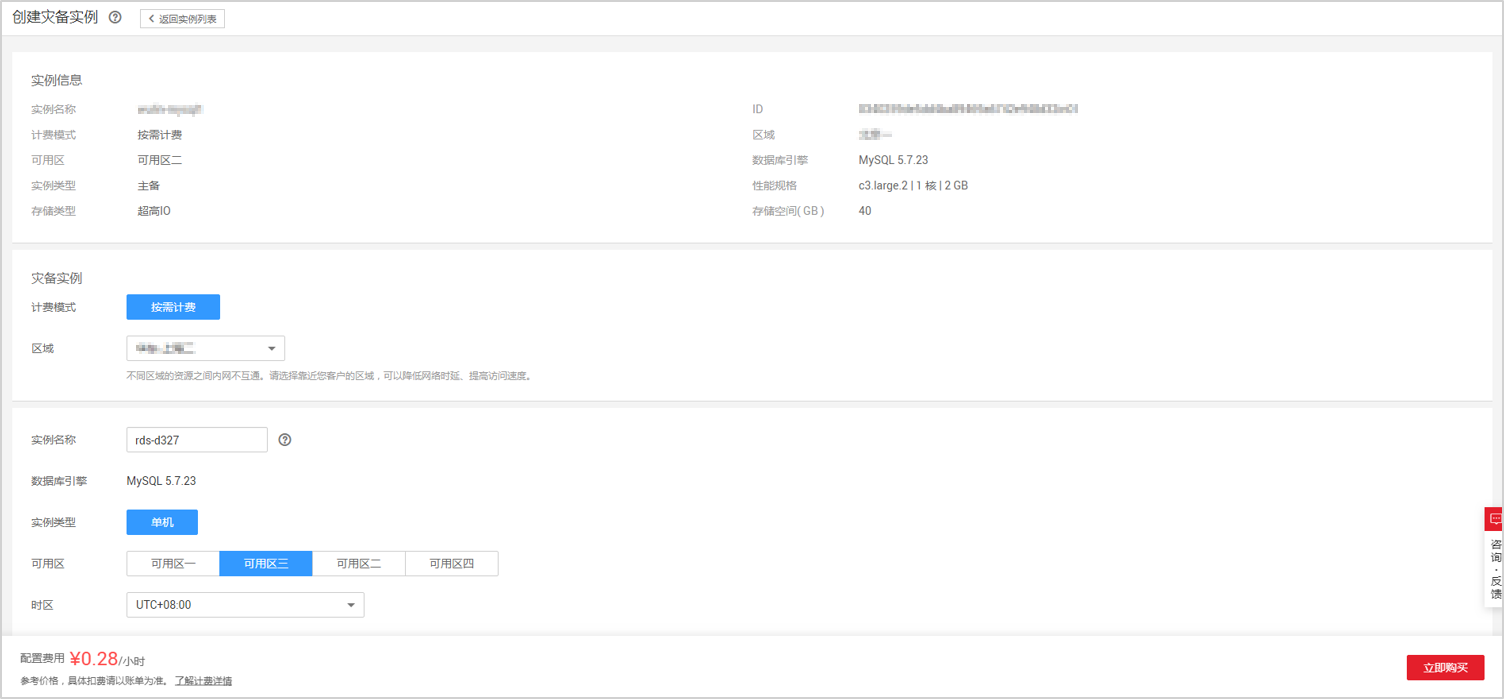 创建灾备实例 返回实例列表
实例信息
实例名称 ID
计费模式 按需计费 区域
可用区 可用区二 数据库引擎 MySQL 5.7.23
实例类型 主备 性能规格 c3.large.2 | 1 核 | 2 GB
存储类型 超高IO 存储空间( GB ) 40
灾备实例
计费模式 按需计费
区域
不同区域的资源之间内网不互通。请选择靠近您客户的区域，可以降低网络时延、提高访问速度。
实例名称 rds-d327
数据库引擎 MySQL 5.7.23
实例类型 单机
可用区 可用区一 可用区三 可用区二 可用区四
时区 UTC+08:00
咨询·反馈
配置费用 ¥0.28/小时
参考价格，具体扣费请以账单为准。 了解计费详情
立即购买